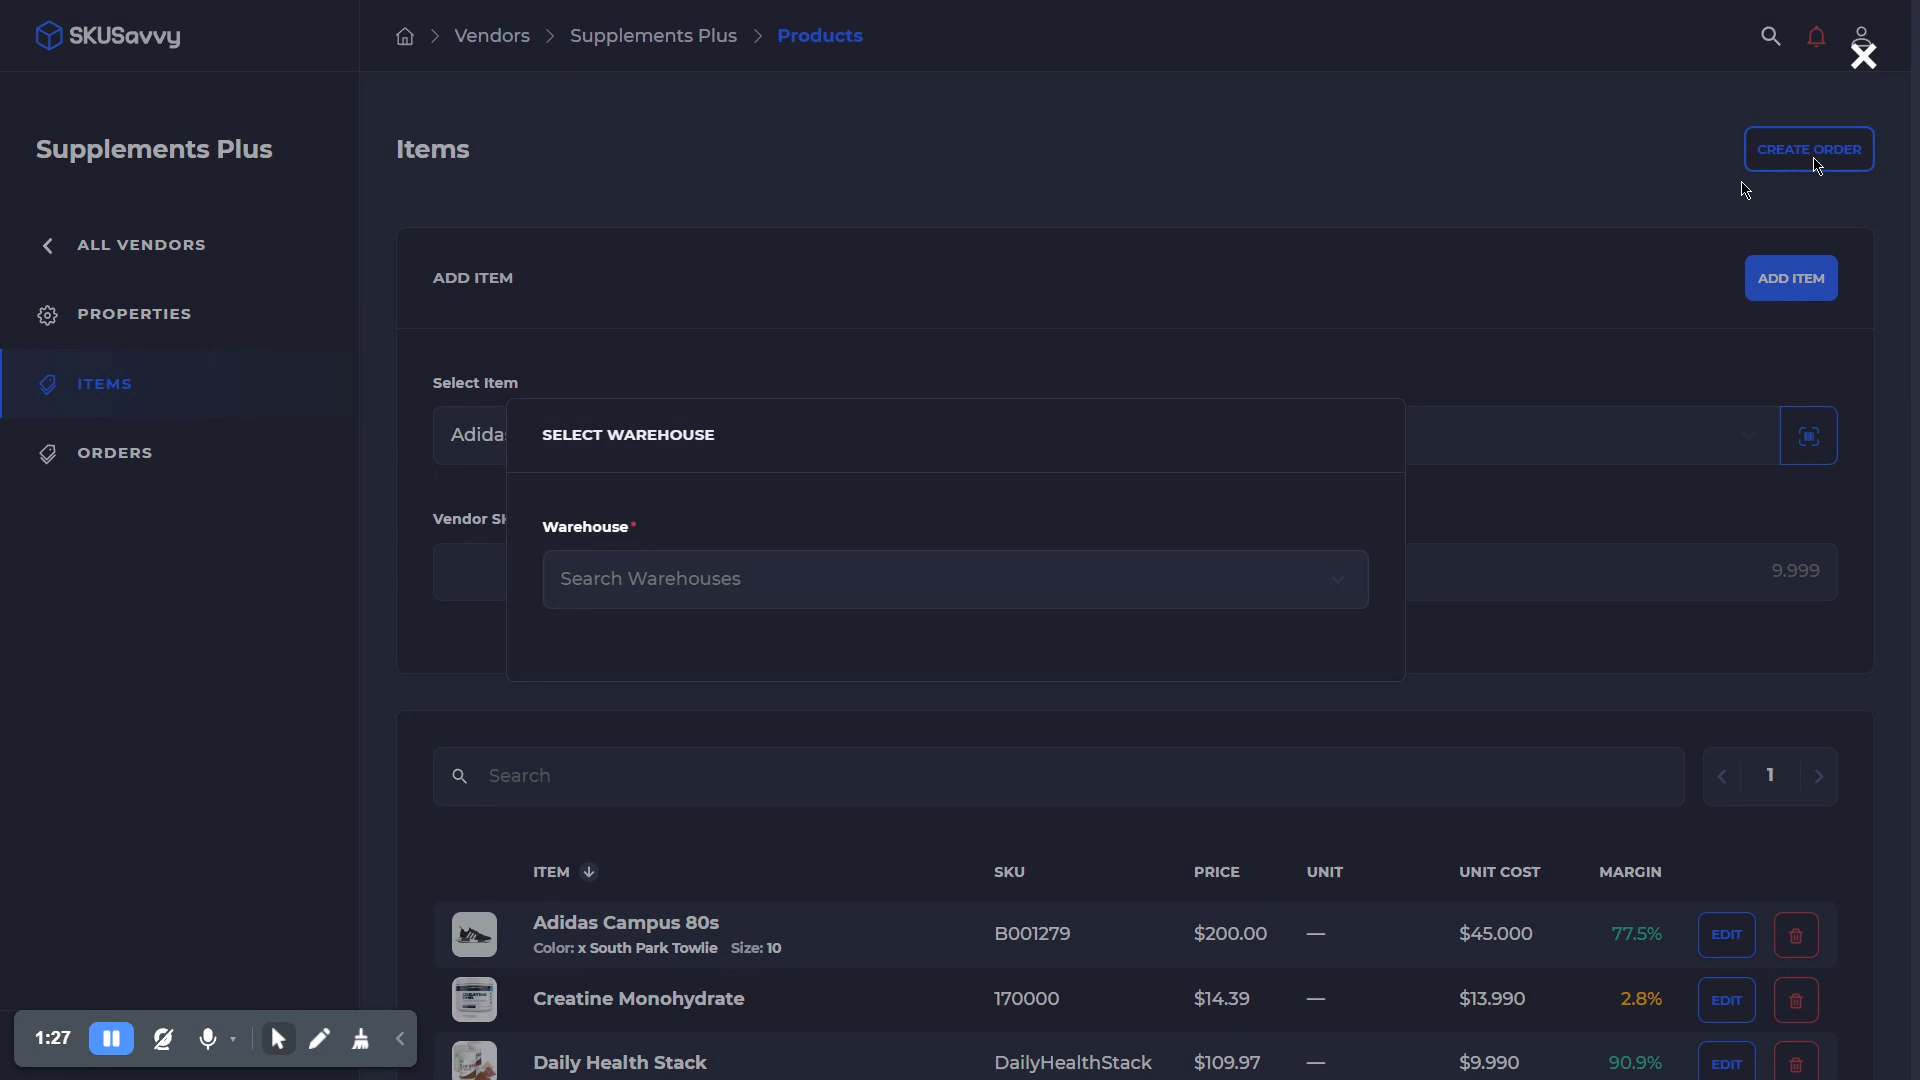 SKUSavvy
Vendors
Supplements Plus
Products
Supplements Plus
Items
CREATE ORDER
ALL VENDORS
PROPERTIES
ITEMS
ORDERS
ADD ITEM
ADD ITEM
Select Item
Adidas
SELECT WAREHOUSE
Warehouse*
Search Warehouses
Vendor SK
9.999
Search
1
ITEM
SKU
PRICE
UNIT
UNIT COST
MARGIN
Adidas Campus 80s
Color: x South Park Towlie Size: 10
B001279
$200.00
—
$45.000
77.5%
EDIT
Creatine Monohydrate
170000
$14.39
—
$13.990
2.8%
EDIT
Daily Health Stack
DailyHealthStack
$109.97
—
$9.990
90.9%
EDIT
1:27